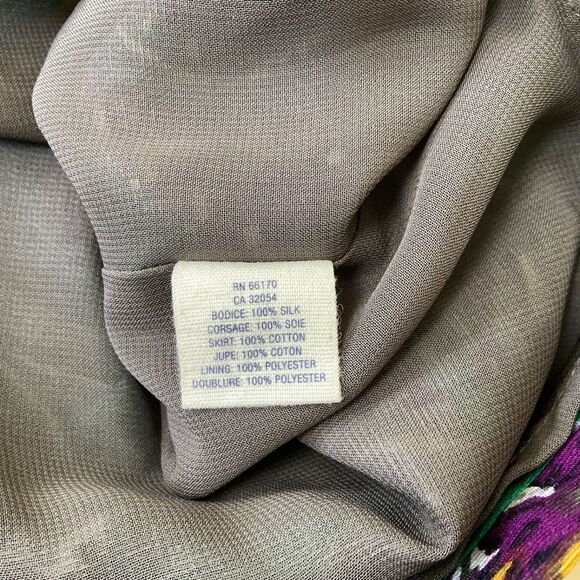 RN 66170
CA 32054
BODICE: 100% SILK
CORSAGE: 100% SOIE
SKIRT: 100% COTTON
JUPE: 100% COTON
LINING: 100% POLYESTER
DOUBLURE: 100% POLYESTER